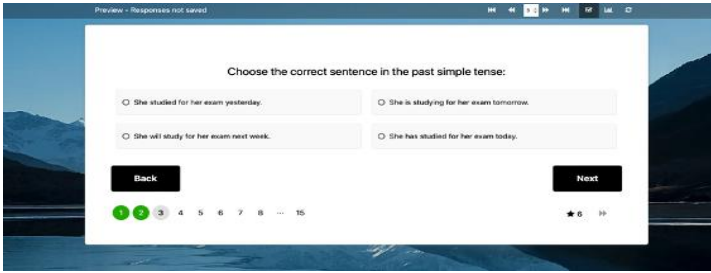 Preview - Responses not saved
3
Choose the correct sentence in the past simple tense:
She studied for her exam yesterday.
She is studying for her exam tomorrow.
She will study for her exam next week.
She has studied for her exam today.
Back
Next
1 2 3 4 5 6 7 8 ... 15
★ 6